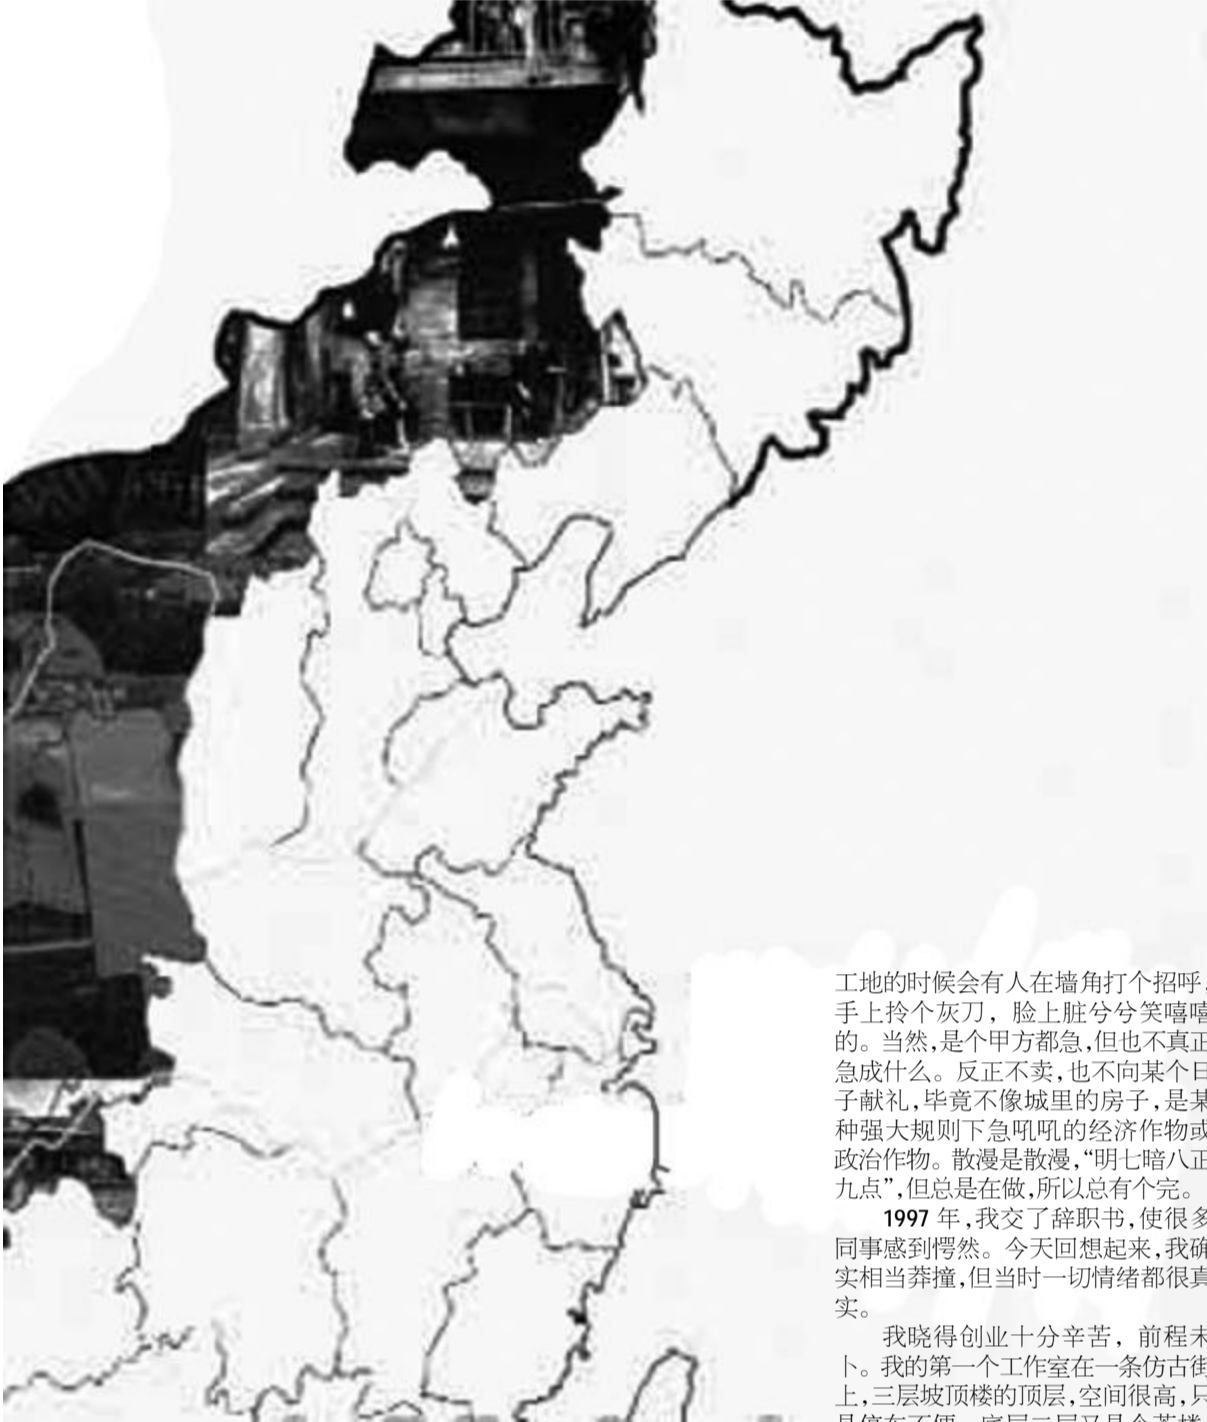 工地的时候会有人在墙角打个招呼,
手上拎个灰刀，脸上脏兮兮笑嘻嘻
的。当然,是个甲方都急,但也不真正
急成什么。反正不卖,也不向某个日
子献礼,毕竟不像城里的房子,是某
种强大规则下急吼吼的经济作物或
政治作物。散漫是散漫,“明七暗八正
九点”,但总是在做,所以总有个完。
1997 年,我交了辞职书,使很多
同事感到愕然。今天回想起来,我确
实相当莽撞,但当时一切情绪都很真
实。
我晓得创业十分辛苦，前程未
卜。我的第一个工作室在一条仿古街
上,三层坡顶楼的顶层,空间很高,只